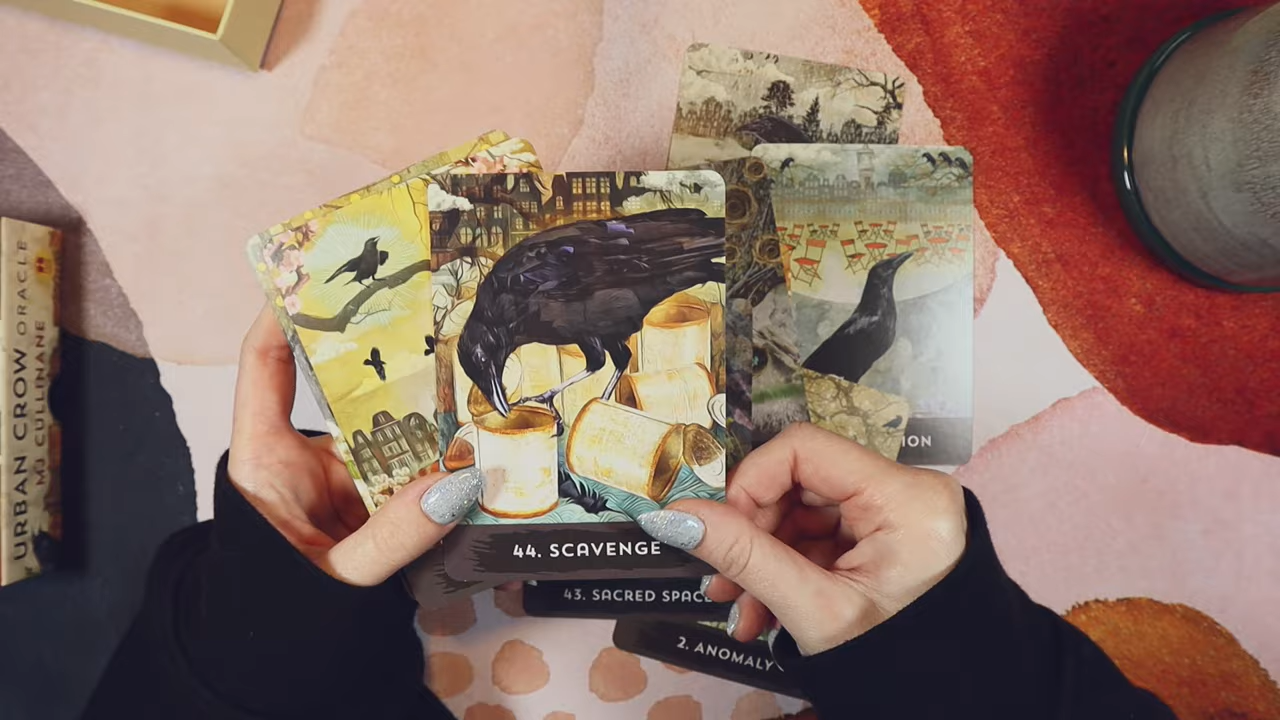 URBAN CROW ORACLE
MJ CULLINANE
44. SCAVENGE
43. SACRED SPACE
2. ANOMALY
ION